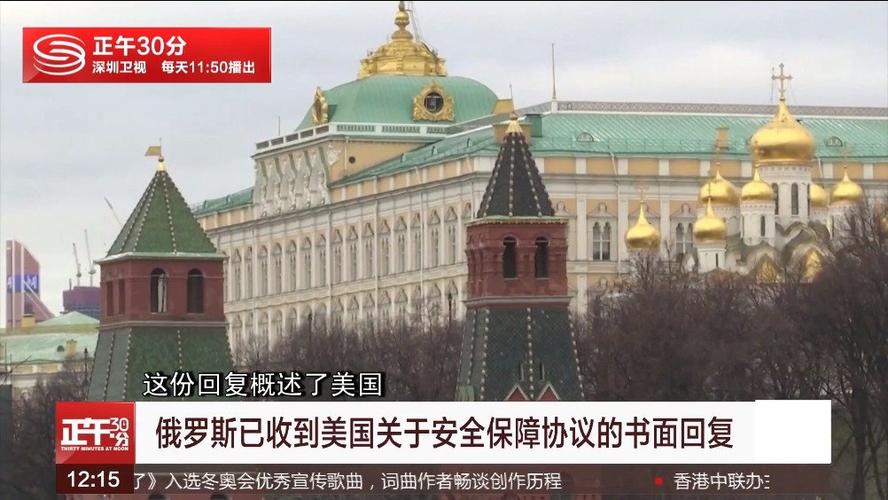 正午30分
深圳卫视 每天11:50播出
这份回复概述了美国
正午30分
THIRTY MINUTES AT NOON
俄罗斯已收到美国关于安全保障协议的书面回复
12:15
了》入选冬奥会优秀宣传歌曲，词曲作者畅谈创作历程
香港中联办